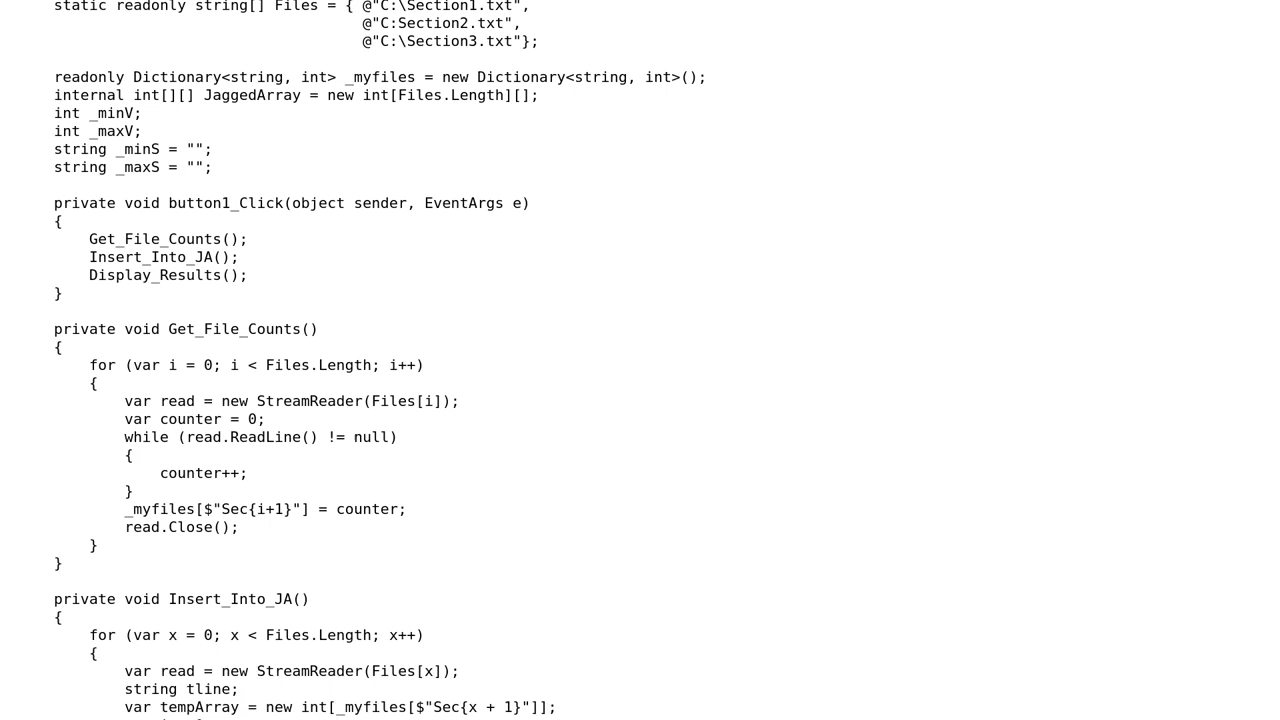 static readonly string[] Files = { @"C:\Section1.txt",
@"C:Section2.txt",
@"C:\Section3.txt"};
readonly Dictionary<string, int> _myfiles = new Dictionary<string, int>();
internal int[][] JaggedArray = new int[Files.Length][];
int _minV;
int _maxV;
string _minS = "";
string _maxS = "";
private void button1_Click(object sender, EventArgs e)
{
Get_File_Counts();
Insert_Into_JA();
Display_Results();
}
private void Get_File_Counts()
{
for (var i = 0; i < Files.Length; i++)
{
var read = new StreamReader(Files[i]);
var counter = 0;
while (read.ReadLine() != null)
{
counter++;
}
_myfiles[$"Sec{i+1}"] = counter;
read.Close();
}
}
private void Insert_Into_JA()
{
for (var x = 0; x < Files.Length; x++)
{
var read = new StreamReader(Files[x]);
string tline;
var tempArray = new int[_myfiles[$"Sec{x + 1}"]];